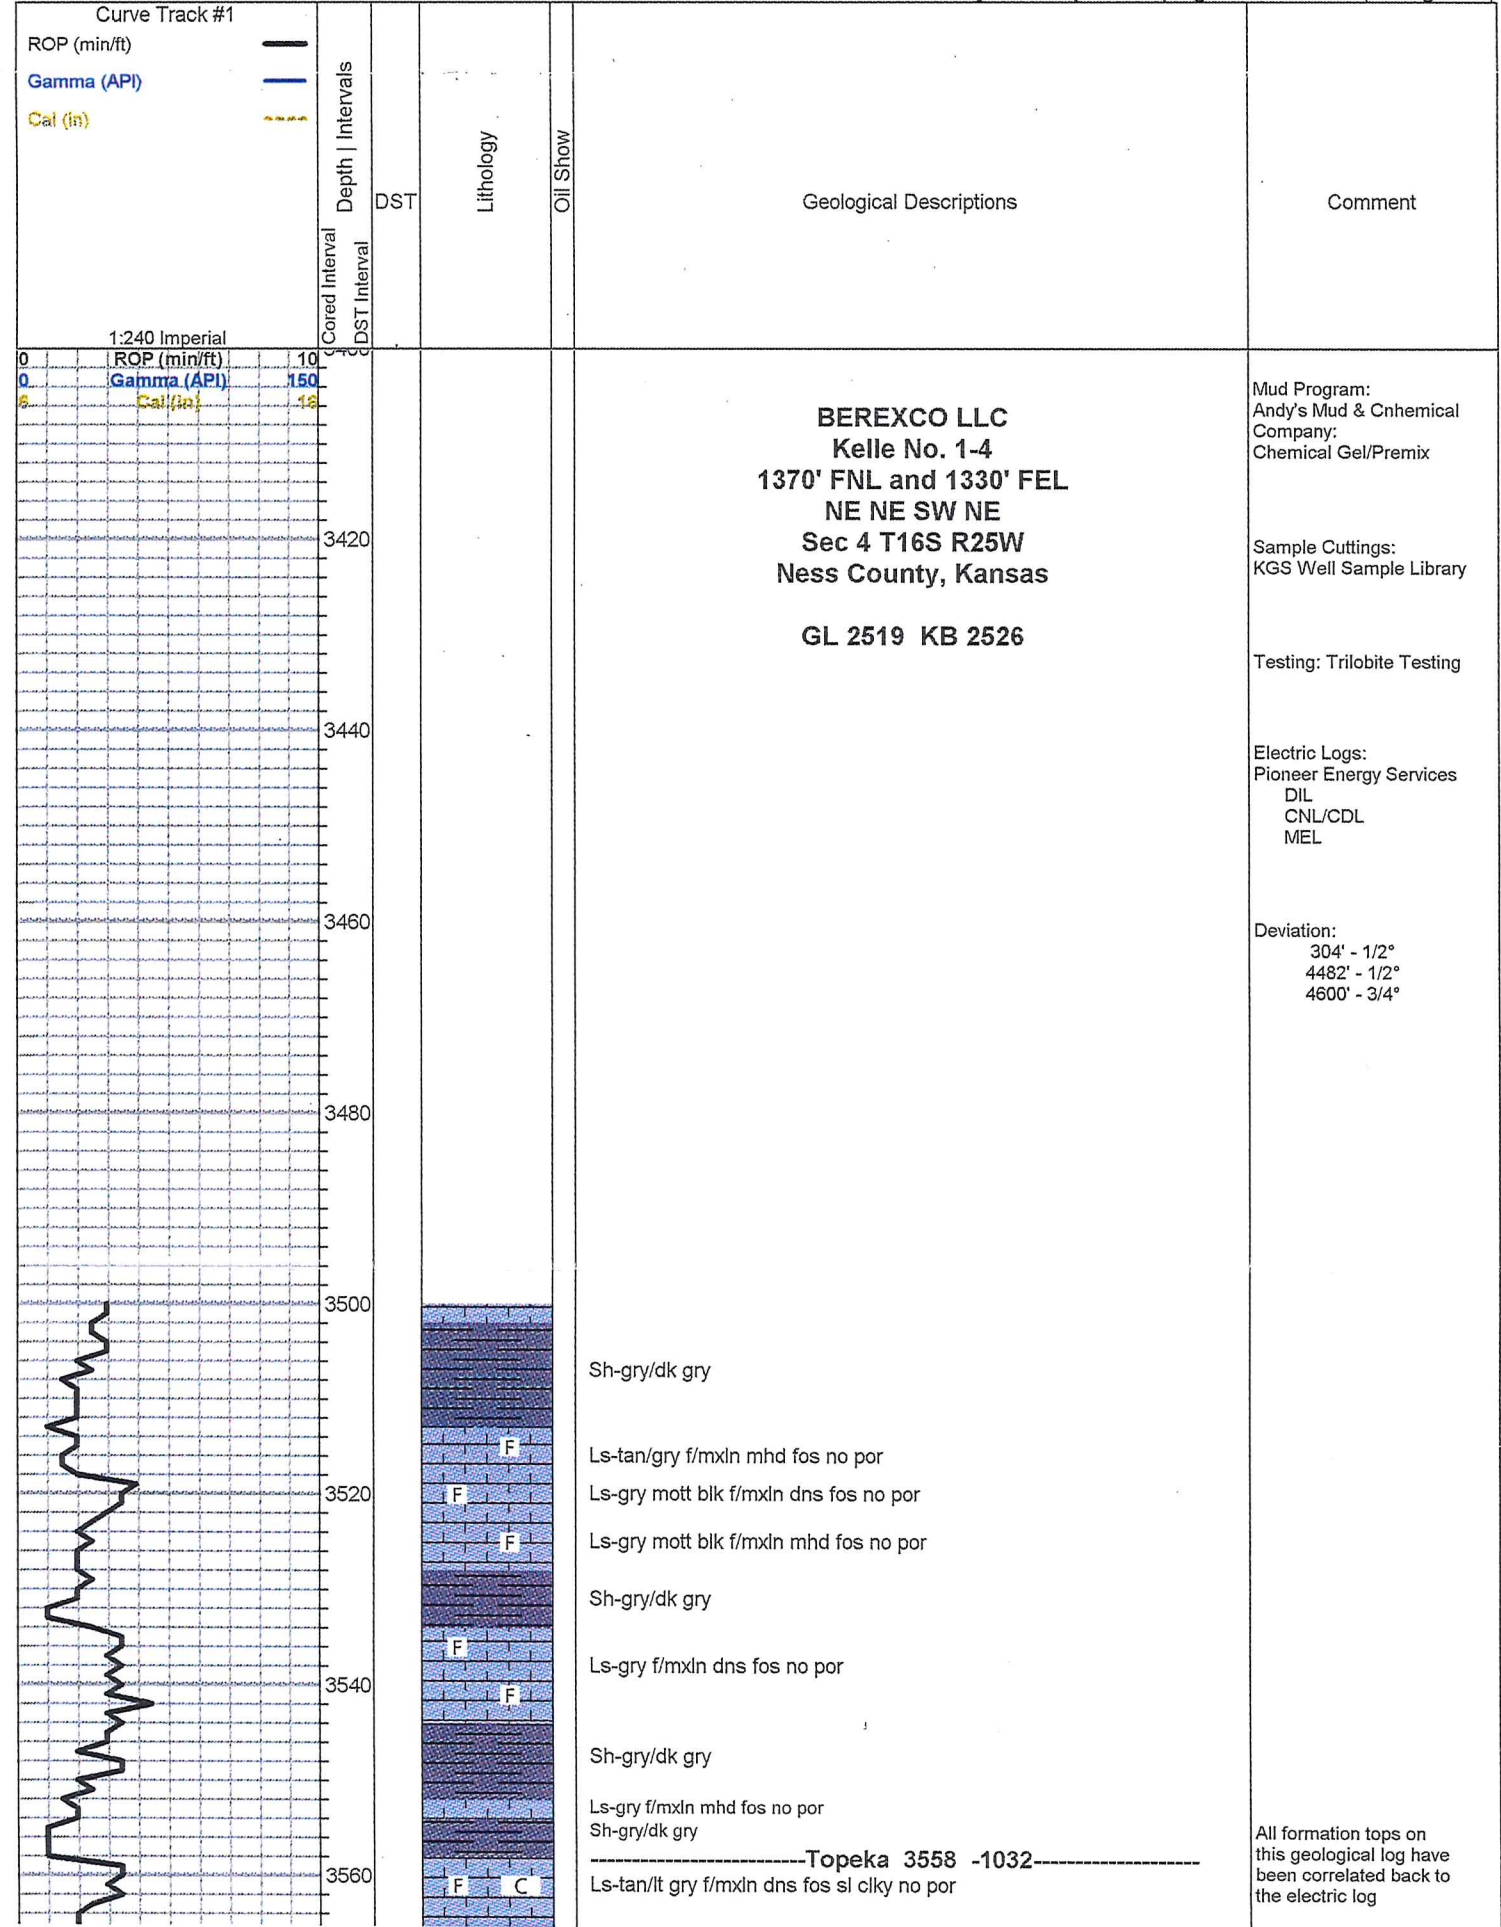 Curve Track #1
ROP (min/ft)
Gamma (API)
Cal (in)
1:240 Imperial
Cored Interval
Depth | Intervals
DST Interval
DST
Lithology
Oil Show
Geological Descriptions
Comment
0 ROP (min/ft) 10
0 Gamma (API) 150
6 Cal (in) 16
BEREXCO LLC
Kelle No. 1-4
1370' FNL and 1330' FEL
NE NE SW NE
Sec 4 T16S R25W
Ness County, Kansas
GL 2519 KB 2526
Mud Program:
Andy's Mud & Cnhemical
Company:
Chemical Gel/Premix
Sample Cuttings:
KGS Well Sample Library
Testing: Trilobite Testing
Electric Logs:
Pioneer Energy Services
DIL
CNL/CDL
MEL
Deviation:
304' - 1/2°
4482' - 1/2°
4600' - 3/4°
3420
3440
3460
3480
3500
Sh-gry/dk gry
F
Ls-tan/gry f/mxln mhd fos no por
3520
F
Ls-gry mott blk f/mxln dns fos no por
F
Ls-gry mott blk f/mxln mhd fos no por
Sh-gry/dk gry
F
Ls-gry f/mxln dns fos no por
3540
F
Sh-gry/dk gry
Ls-gry f/mxln mhd fos no por
Sh-gry/dk gry
-------------------------Topeka 3558 -1032-------------------
3560
F C
Ls-tan/lt gry f/mxln dns fos sl clky no por
All formation tops on
this geological log have
been correlated back to
the electric log